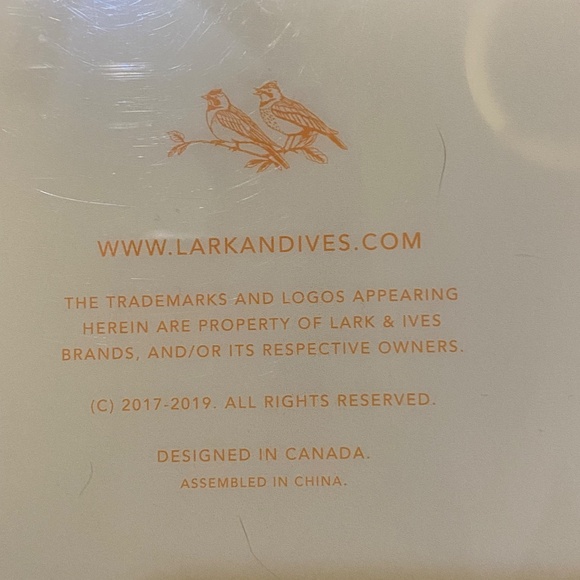 WWW.LARKANDIVES.COM
THE TRADEMARKS AND LOGOS APPEARING
HEREIN ARE PROPERTY OF LARK & IVES
BRANDS, AND/OR ITS RESPECTIVE OWNERS.
(C) 2017-2019. ALL RIGHTS RESERVED.
DESIGNED IN CANADA.
ASSEMBLED IN CHINA.